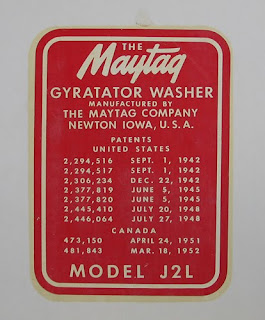 THE
Maytag
GYRATATOR WASHER
MANUFACTURED BY
THE MAYTAG COMPANY
NEWTON IOWA, U.S.A.
PATENTS
UNITED STATES
2,294,516 SEPT. 1, 1942
2,294,517 SEPT. 1, 1942
2,306,234 DEC. 22, 1942
2,377,819 JUNE 5, 1945
2,377,820 JUNE 5, 1945
2,445,410 JULY 20, 1948
2,446,064 JULY 27, 1948
CANADA
473,150 APRIL 24, 1951
481,843 MAR. 18, 1952
MODEL J2L